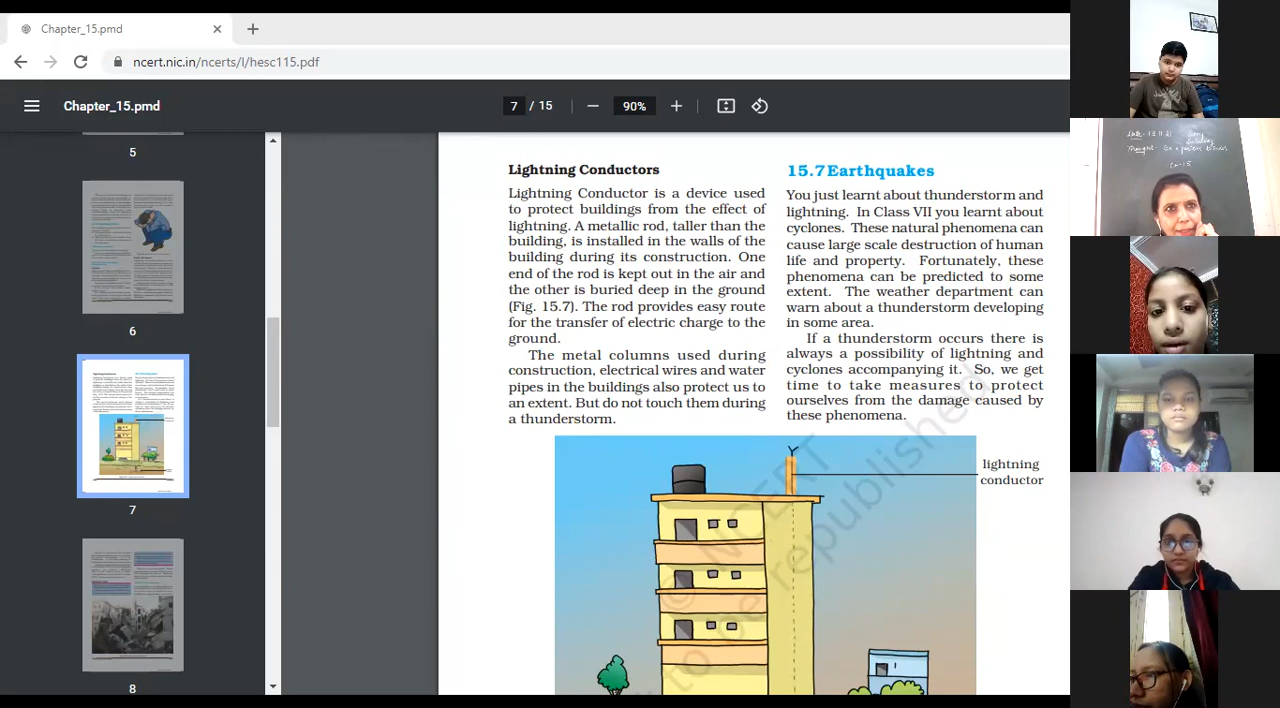 Chapter_15.pmd
ncert.nic.in/ncerts/l/hesc115.pdf
Chapter_15.pmd
7 / 15
90%
5
6
7
8
Lightning Conductors
Lightning Conductor is a device used
to protect buildings from the effect of
lightning. A metallic rod, taller than the
building, is installed in the walls of the
building during its construction. One
end of the rod is kept out in the air and
the other is buried deep in the ground
(Fig. 15.7). The rod provides easy route
for the transfer of electric charge to the
ground.
The metal columns used during
construction, electrical wires and water
pipes in the buildings also protect us to
an extent. But do not touch them during
a thunderstorm.
15.7 Earthquakes
You just learnt about thunderstorm and
lightning. In Class VII you learnt about
cyclones. These natural phenomena can
cause large scale destruction of human
life and property. Fortunately, these
phenomena can be predicted to some
extent. The weather department can
warn about a thunderstorm developing
in some area.
If a thunderstorm occurs there is
always a possibility of lightning and
cyclones accompanying it. So, we get
time to take measures to protect
ourselves from the damage caused by
these phenomena.
lightning
conductor
© NCERT
not to be republished